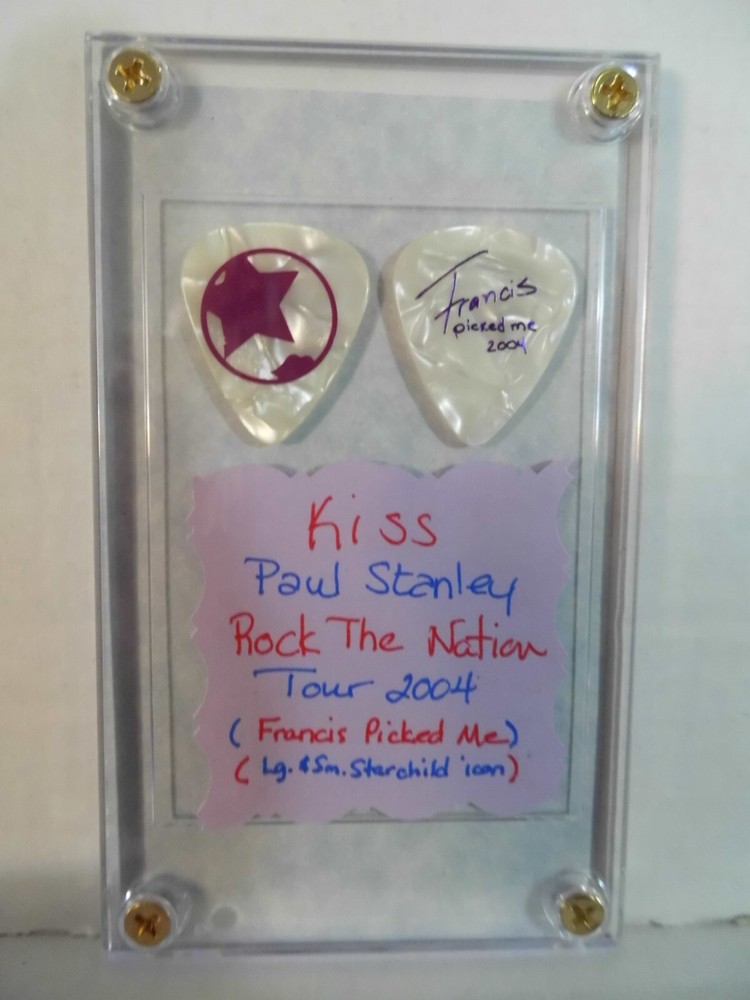 Francis
picked me
2004
Kiss
Paul Stanley
Rock The Nation
Tour 2004
( Francis Picked Me)
( Lg. & Sm. Starchild icon)